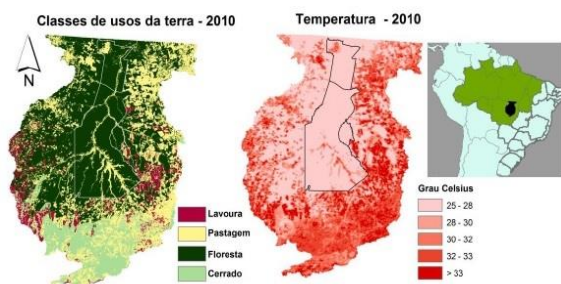 Classes de usos da terra - 2010
N
Lavoura
Pastagem
Floresta
Cerrado
Temperatura - 2010
Grau Celsius
25 - 28
28 - 30
30 - 32
32 - 33
> 33